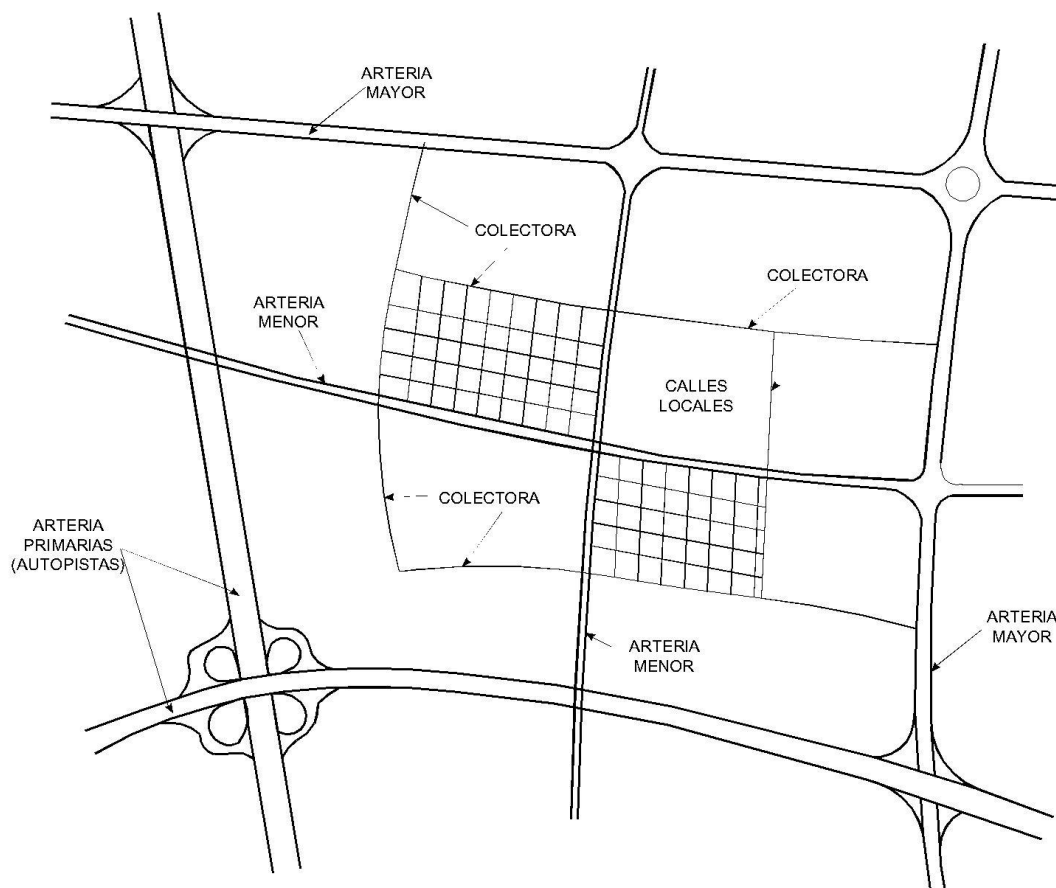 ARTERIA
MAYOR
COLECTORA
COLECTORA
ARTERIA
MENOR
CALLES
LOCALES
COLECTORA
ARTERIA
PRIMARIAS
(AUTOPISTAS)
ARTERIA
MAYOR
ARTERIA
MENOR